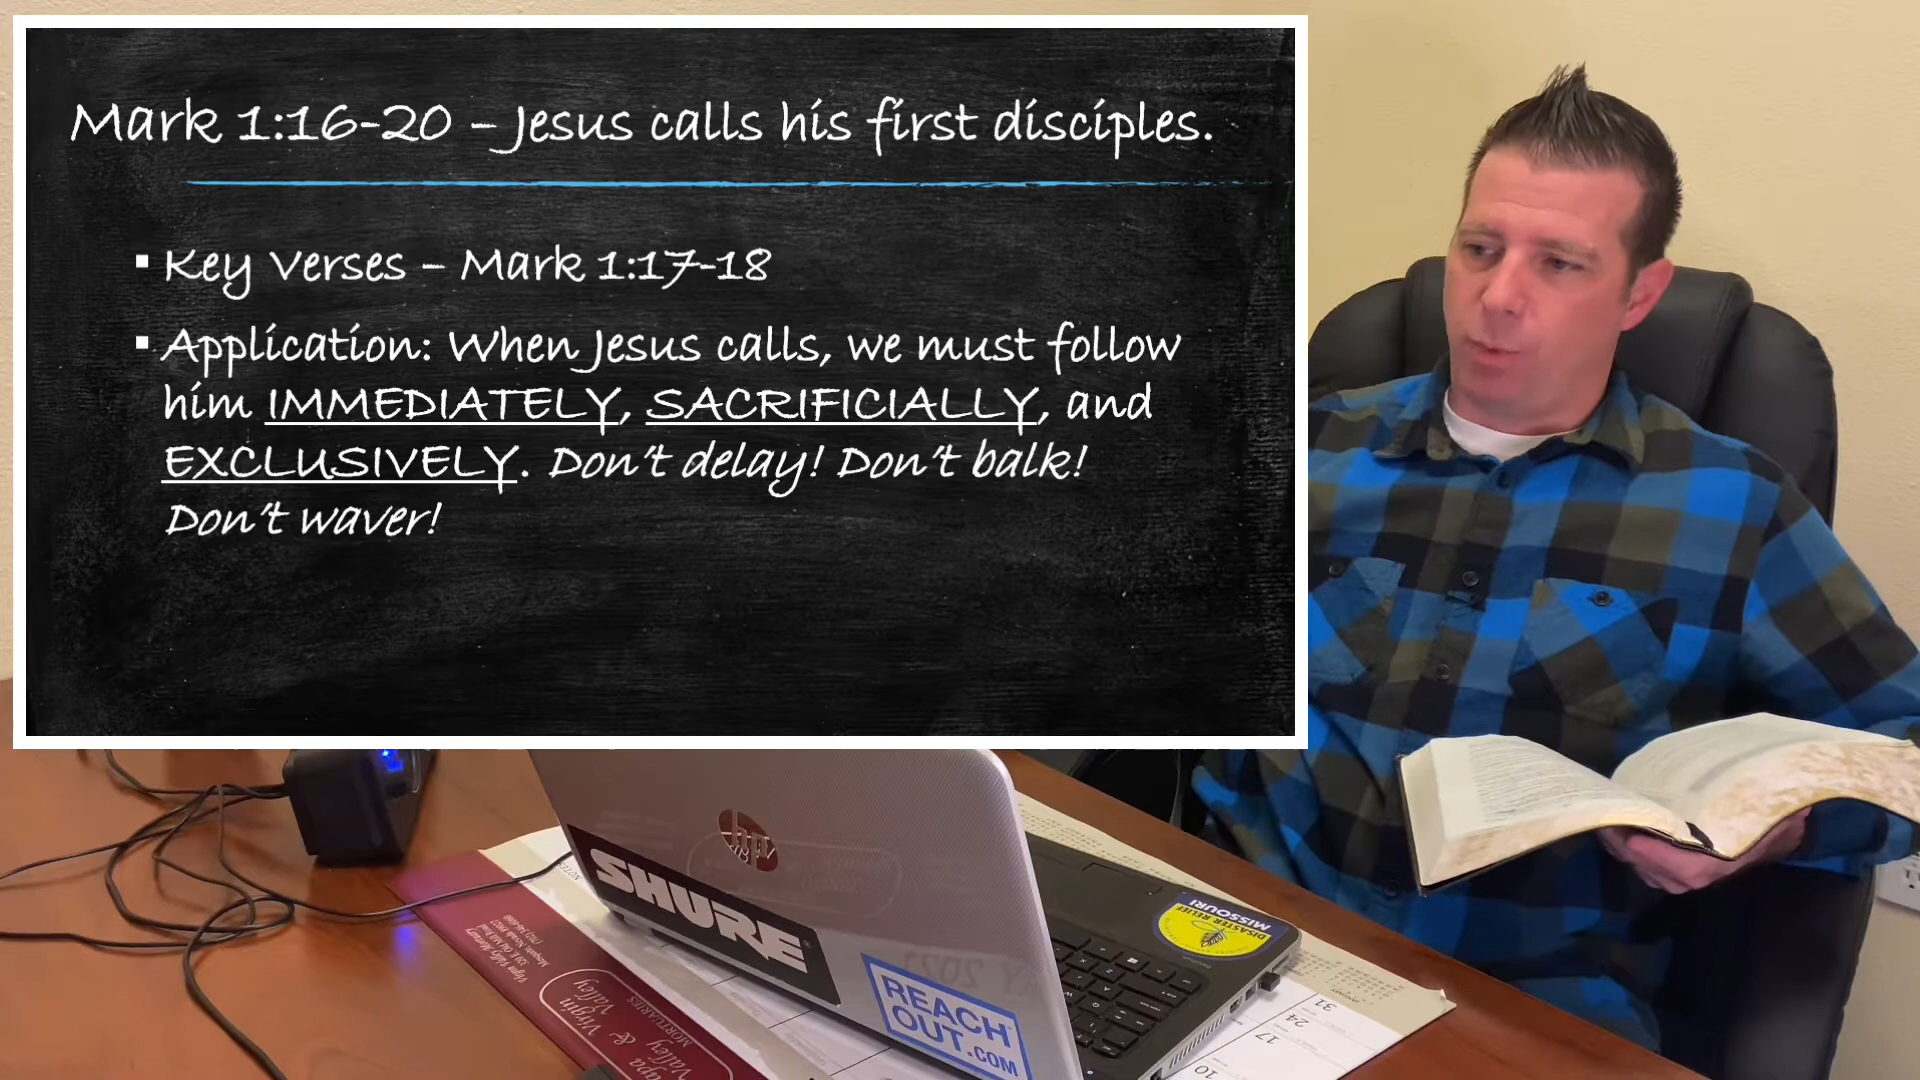 Mark 1:16-20 – Jesus calls his first disciples.
▪ Key Verses – Mark 1:17-18
▪ Application: When Jesus calls, we must follow
him IMMEDIATELY, SACRIFICIALLY, and
EXCLUSIVELY. Don't delay! Don't balk!
Don't waver!
hp
SHURE
REACH
OUT.COM
DISASTER RELIEF
MISSOURI
NOTES
Virgin
Valley &
MORTUARIES
31
24
17
10